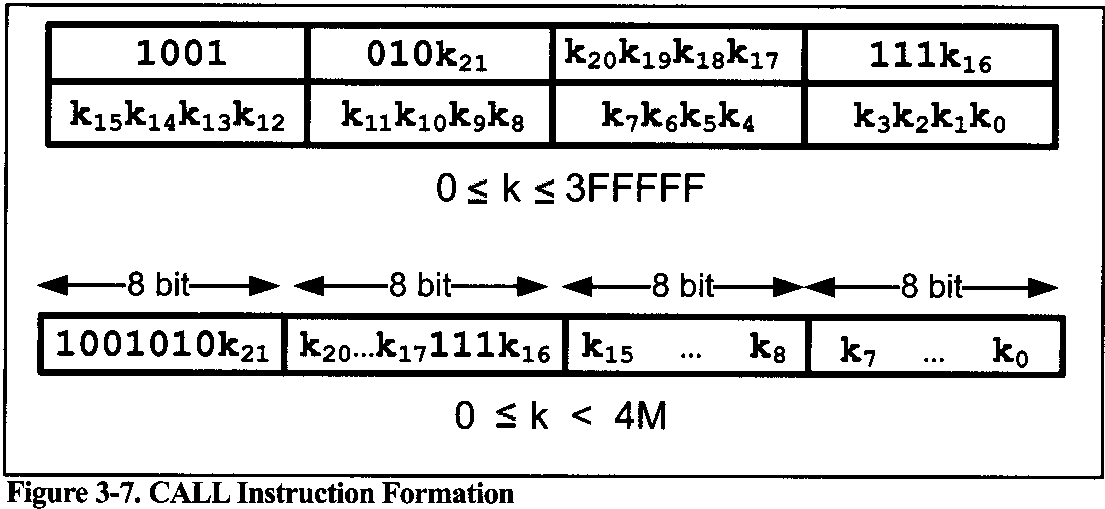 1001 010k₂₁ k₂₀k₁₉k₁₈k₁₇ 111k₁₆
k₁₅k₁₄k₁₃k₁₂ k₁₁k₁₀k₉k₈ k₇k₆k₅k₄ k₃k₂k₁k₀
0 ≤ k ≤ 3FFFFF
8 bit 8 bit 8 bit 8 bit
1001010k₂₁ k₂₀...k₁₇111k₁₆ k₁₅ ... k₈ k₇ ... k₀
0 ≤ k < 4M
Figure 3-7. CALL Instruction Formation